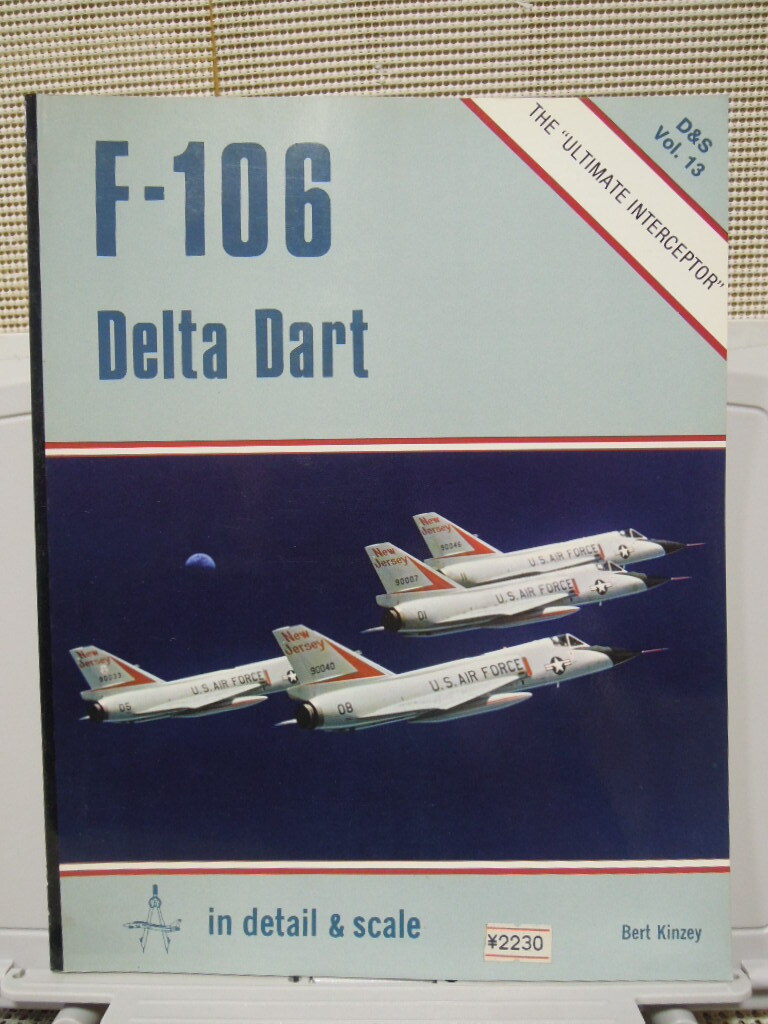 F-106
Delta Dart
THE "ULTIMATE INTERCEPTOR"
D&S
Vol. 13
New
Jersey
90046
U.S. AIR FORCE
New
Jersey
90007
01
U.S. AIR FORCE
New
Jersey
05
U.S. AIR FORCE
New
Jersey
90040
08
U.S. AIR FORCE
in detail & scale
¥2230
Bert Kinzey